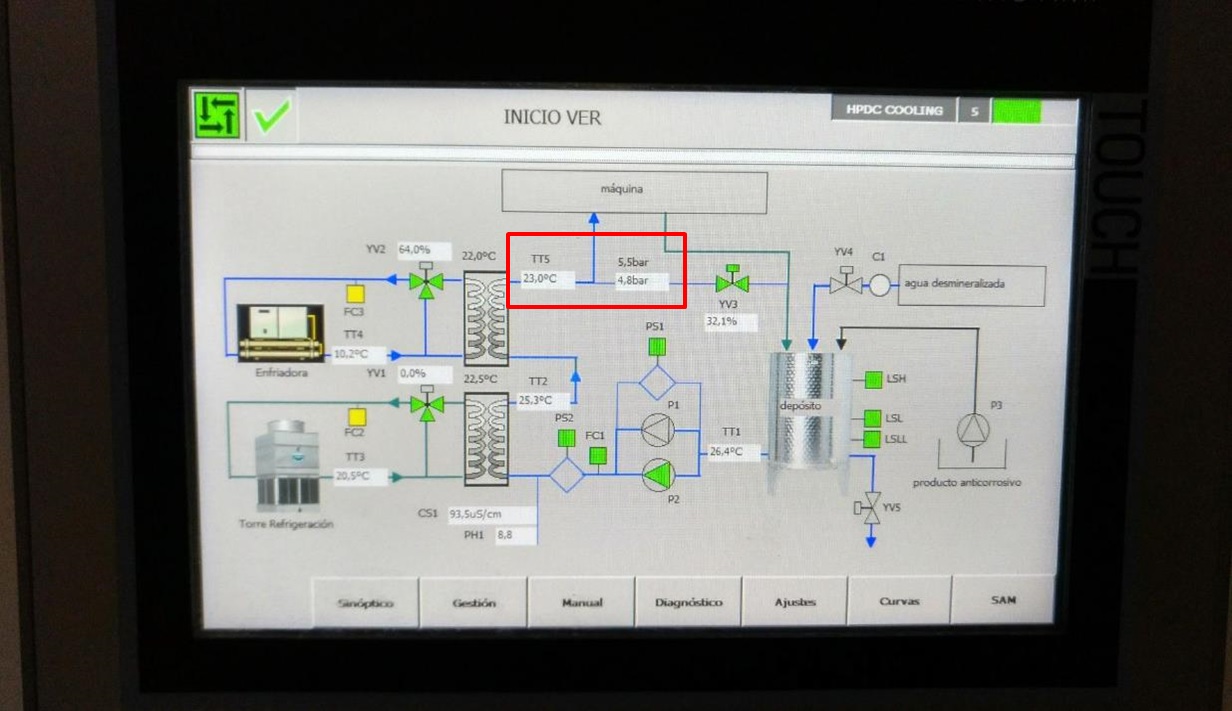 INICIO VER
HPDC COOLING
S
máquina
YV2
64,0%
22,0ºC
TT5
23,0ºC
5,5bar
4,8bar
YV4
C1
agua desmineralizada
FC3
TT4
10,2ºC
Enfriadora
YV3
32,1%
PS1
YV1
0,0%
22,5ºC
TT2
25,3ºC
LSH
depósito
LSL
LSLL
P3
FC2
PS2
FC1
P1
TT1
26,4ºC
TT3
20,5ºC
P2
producto anticorrosivo
CS1
93,5uS/cm
PH1
8,8
YV5
Torre Refrigeración
Sinóptico
Gestión
Manual
Diagnóstico
Ajustes
Curvas
SAM
TOUCH